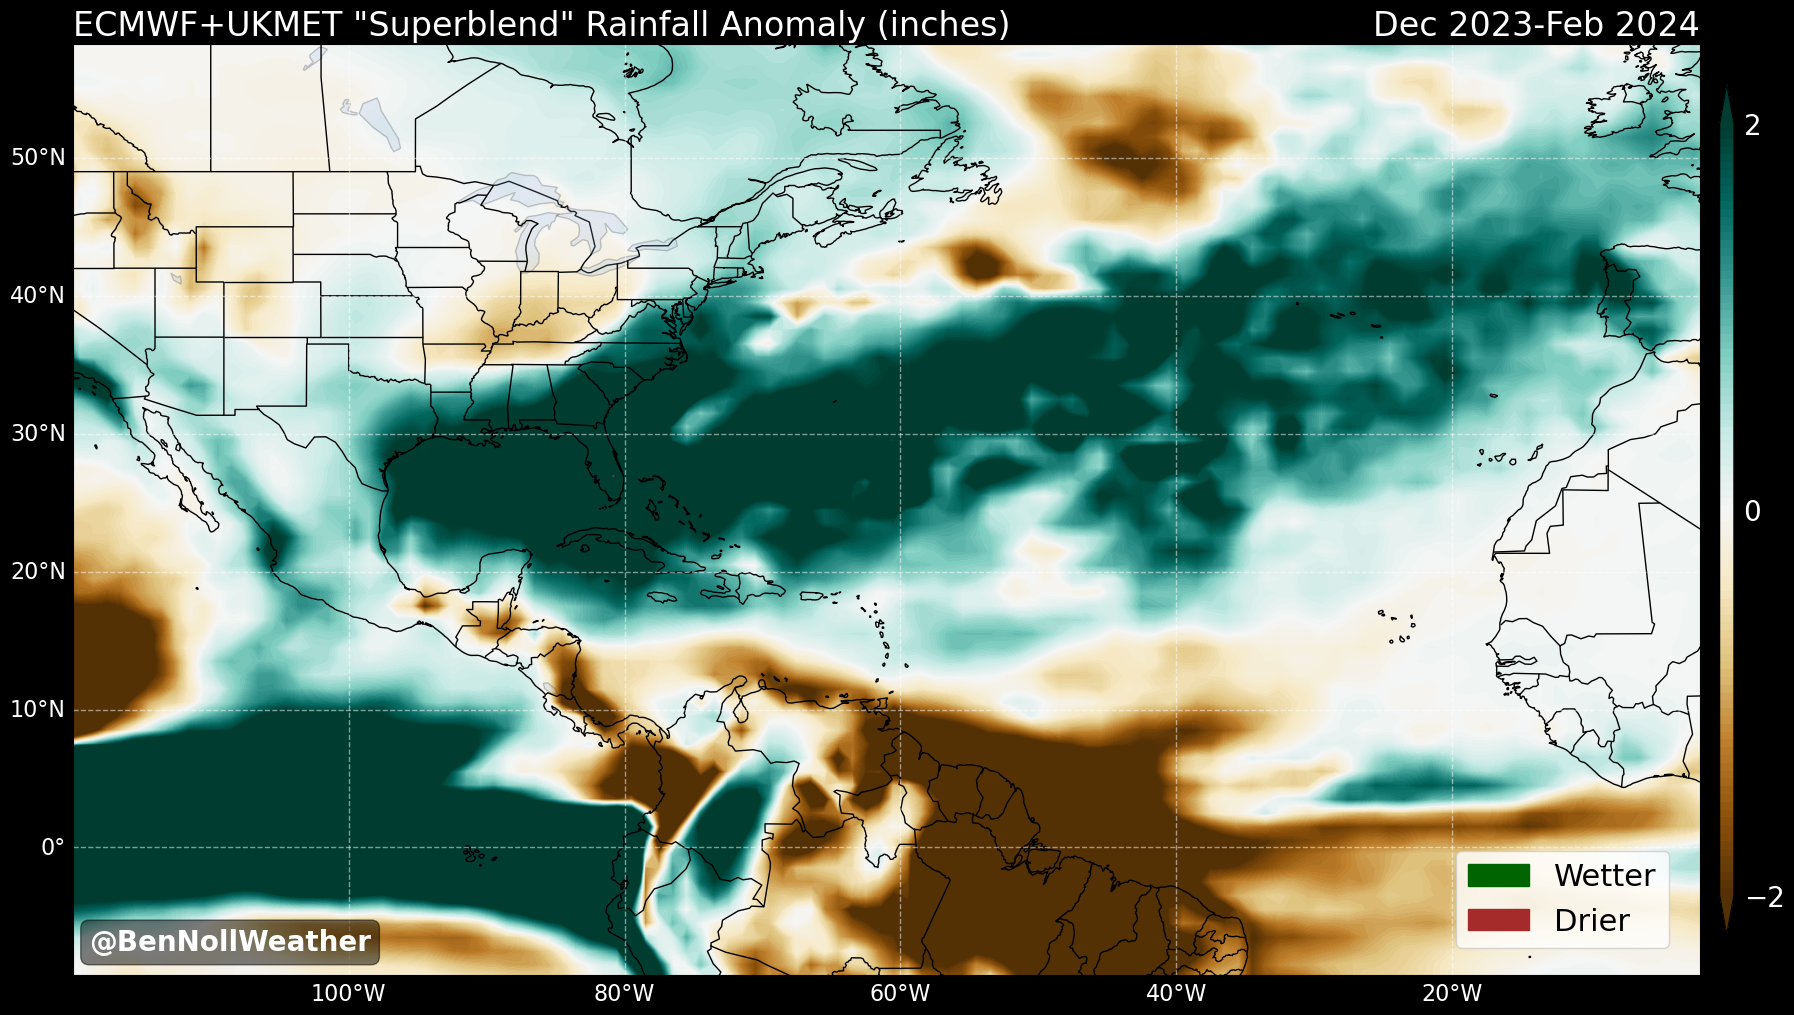 ECMWF+UKMET "Superblend" Rainfall Anomaly (inches)
Dec 2023-Feb 2024
50°N
40°N
30°N
20°N
10°N
0°
100°W
80°W
60°W
40°W
20°W
2
0
−2
Wetter
Drier
@BenNollWeather